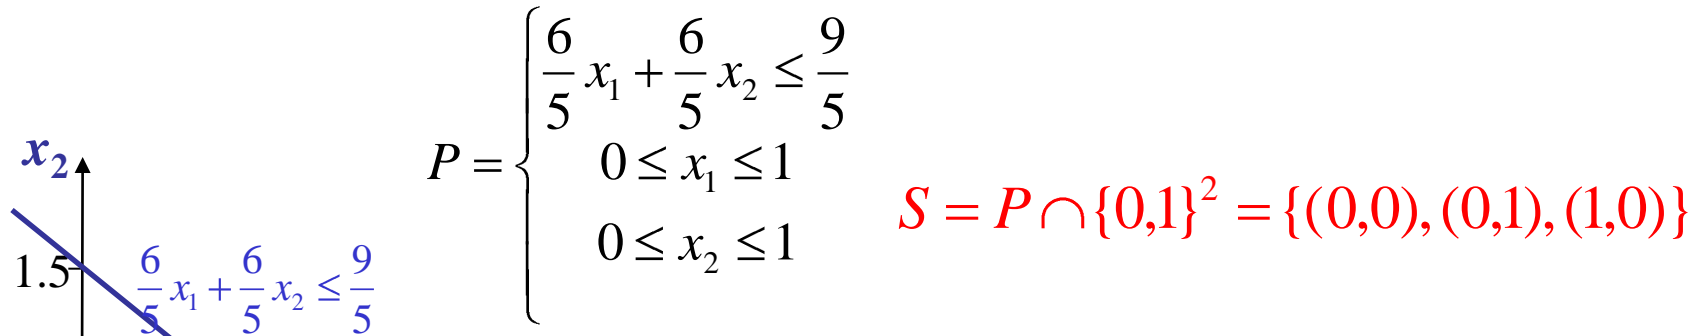 P = { 6/5 x₁ + 6/5 x₂ ≤ 9/5
0 ≤ x₁ ≤ 1
0 ≤ x₂ ≤ 1
S = P ∩ {0,1}² = {(0,0), (0,1), (1,0)}
x₂
1.5
6/5 x₁ + 6/5 x₂ ≤ 9/5